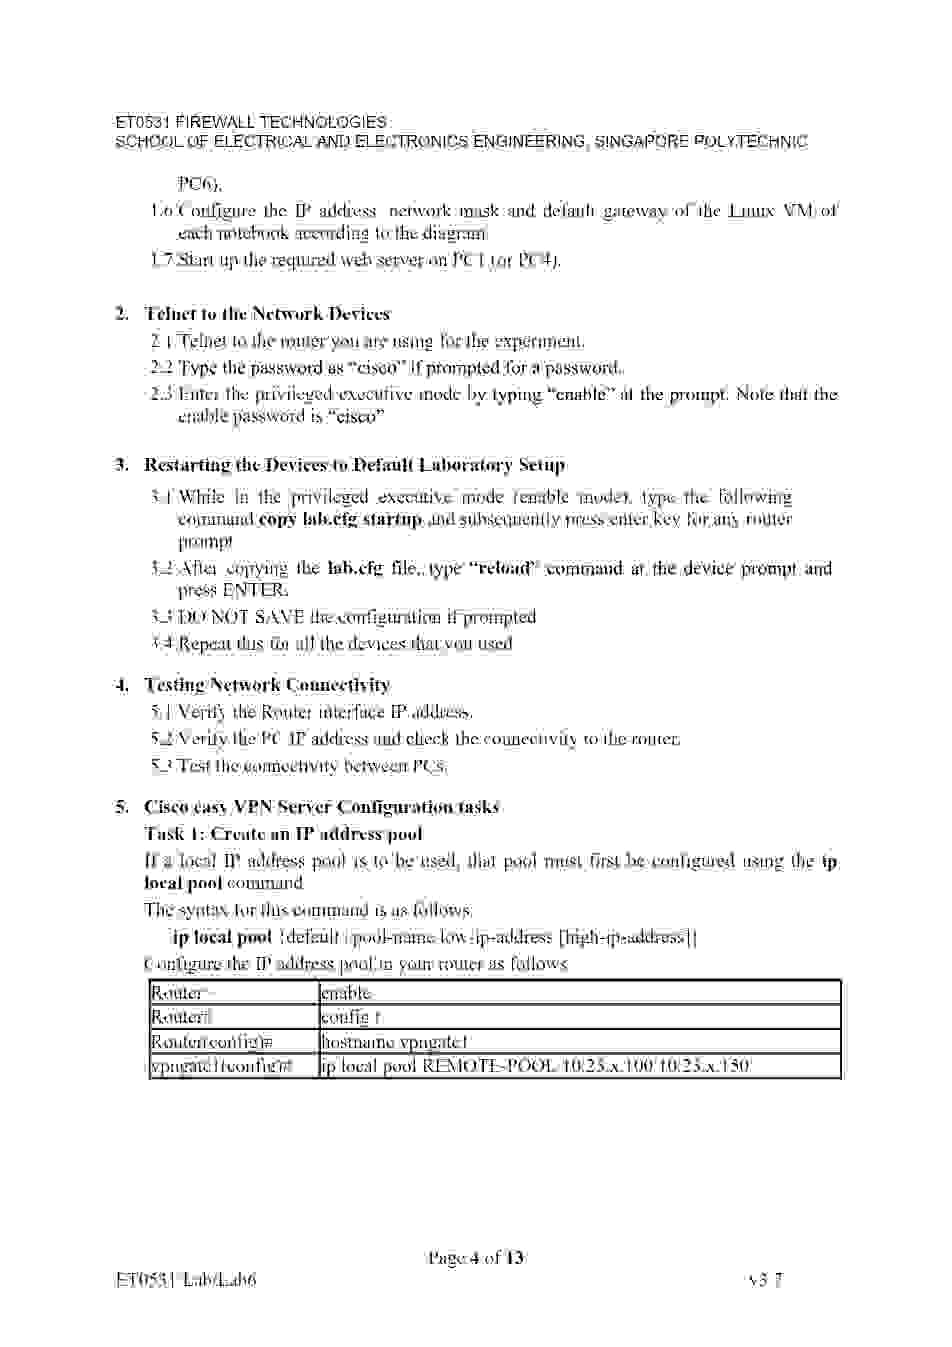 ET0531 FIREWALL TECHNOLOGIES
SCHOOL OF ELECTRICAL AND ELECTRONICS ENGINEERING, SINGAPORE POLYTECHNIC
PC6).
1.6 Configure the IP address, network mask and default gateway of the Linux VM of
each notebook according to the diagram.
1.7 Start up the required web server on PC1 (or PC4).
2. Telnet to the Network Devices
2.1 Telnet to the router you are using for the experiment.
2.2 Type the password as “cisco” if prompted for a password.
2.3 Enter the privileged executive mode by typing “enable” at the prompt. Note that the
enable password is “cisco”
3. Restarting the Devices to Default Laboratory Setup
3.1 While in the privileged executive mode (enable mode), type the following
command copy lab.cfg startup and subsequently press enter key for any router
prompt
3.2 After copying the lab.cfg file, type “reload” command at the device prompt and
press ENTER.
3.3 DO NOT SAVE the configuration if prompted
3.4 Repeat this for all the devices that you used
4. Testing Network Connectivity
5.1 Verify the Router interface IP address.
5.2 Verify the PC IP address and check the connectivity to the router.
5.3 Test the connectivity between PCs.
5. Cisco easy VPN Server Configuration tasks
Task 1: Create an IP address pool
If a local IP address pool is to be used, that pool must first be configured using the ip
local pool command.
The syntax for this command is as follows:
ip local pool {default | pool-name low-ip-address [high-ip-address]}
Configure the IP address pool in your router as follows
Router> enable
Router# config t
Router(config)# hostname vpngate1
vpngate1(config)# ip local pool REMOTE-POOL 10.23.x.100 10.23.x.150
Page 4 of 13
ET0531 Lab/Lab6 v3.7